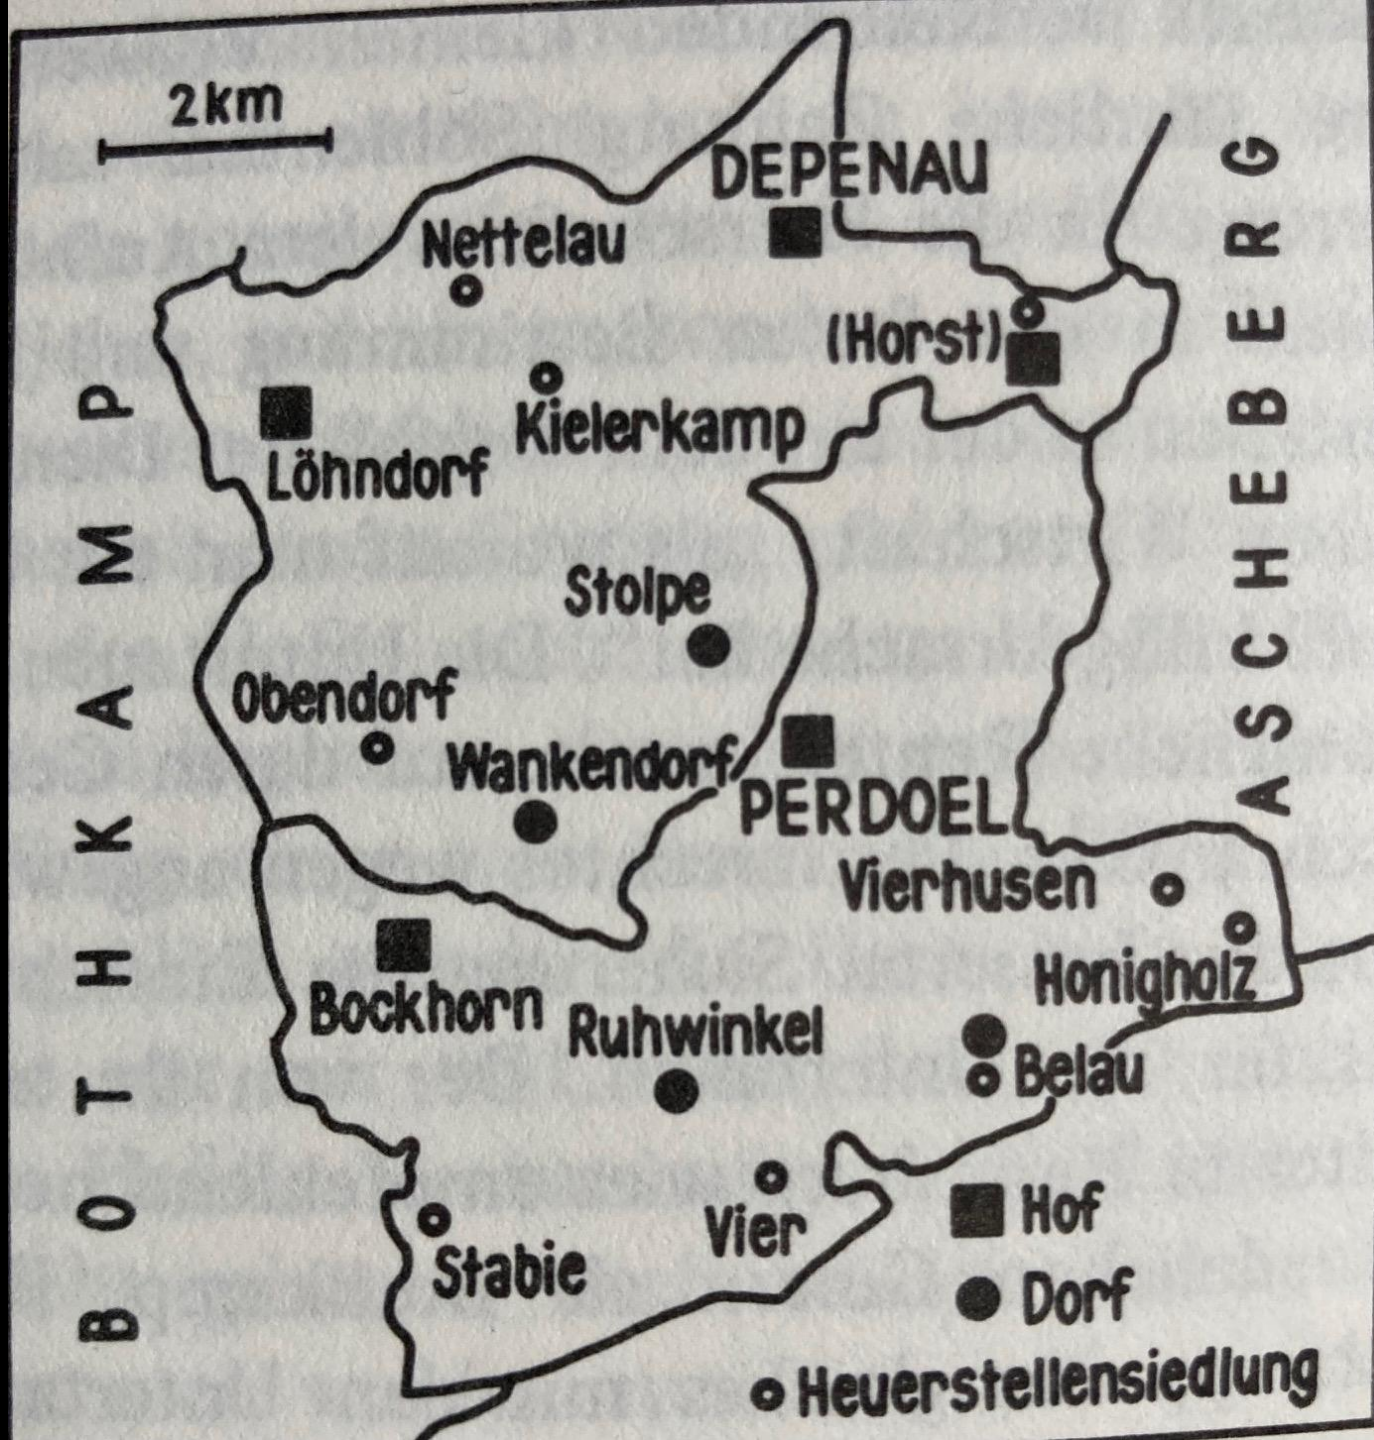 2km
DEPENAU
Nettelau
(Horst)
Kielerkamp
Löhndorf
Stolpe
Obendorf
Wankendorf
PERDOEL
Vierhusen
Honigholz
Bockhorn
Ruhwinkel
Belau
Vier
Stabie
BOTHKAMP
ASCHEBERG
Hof
Dorf
Heuerstellensiedlung